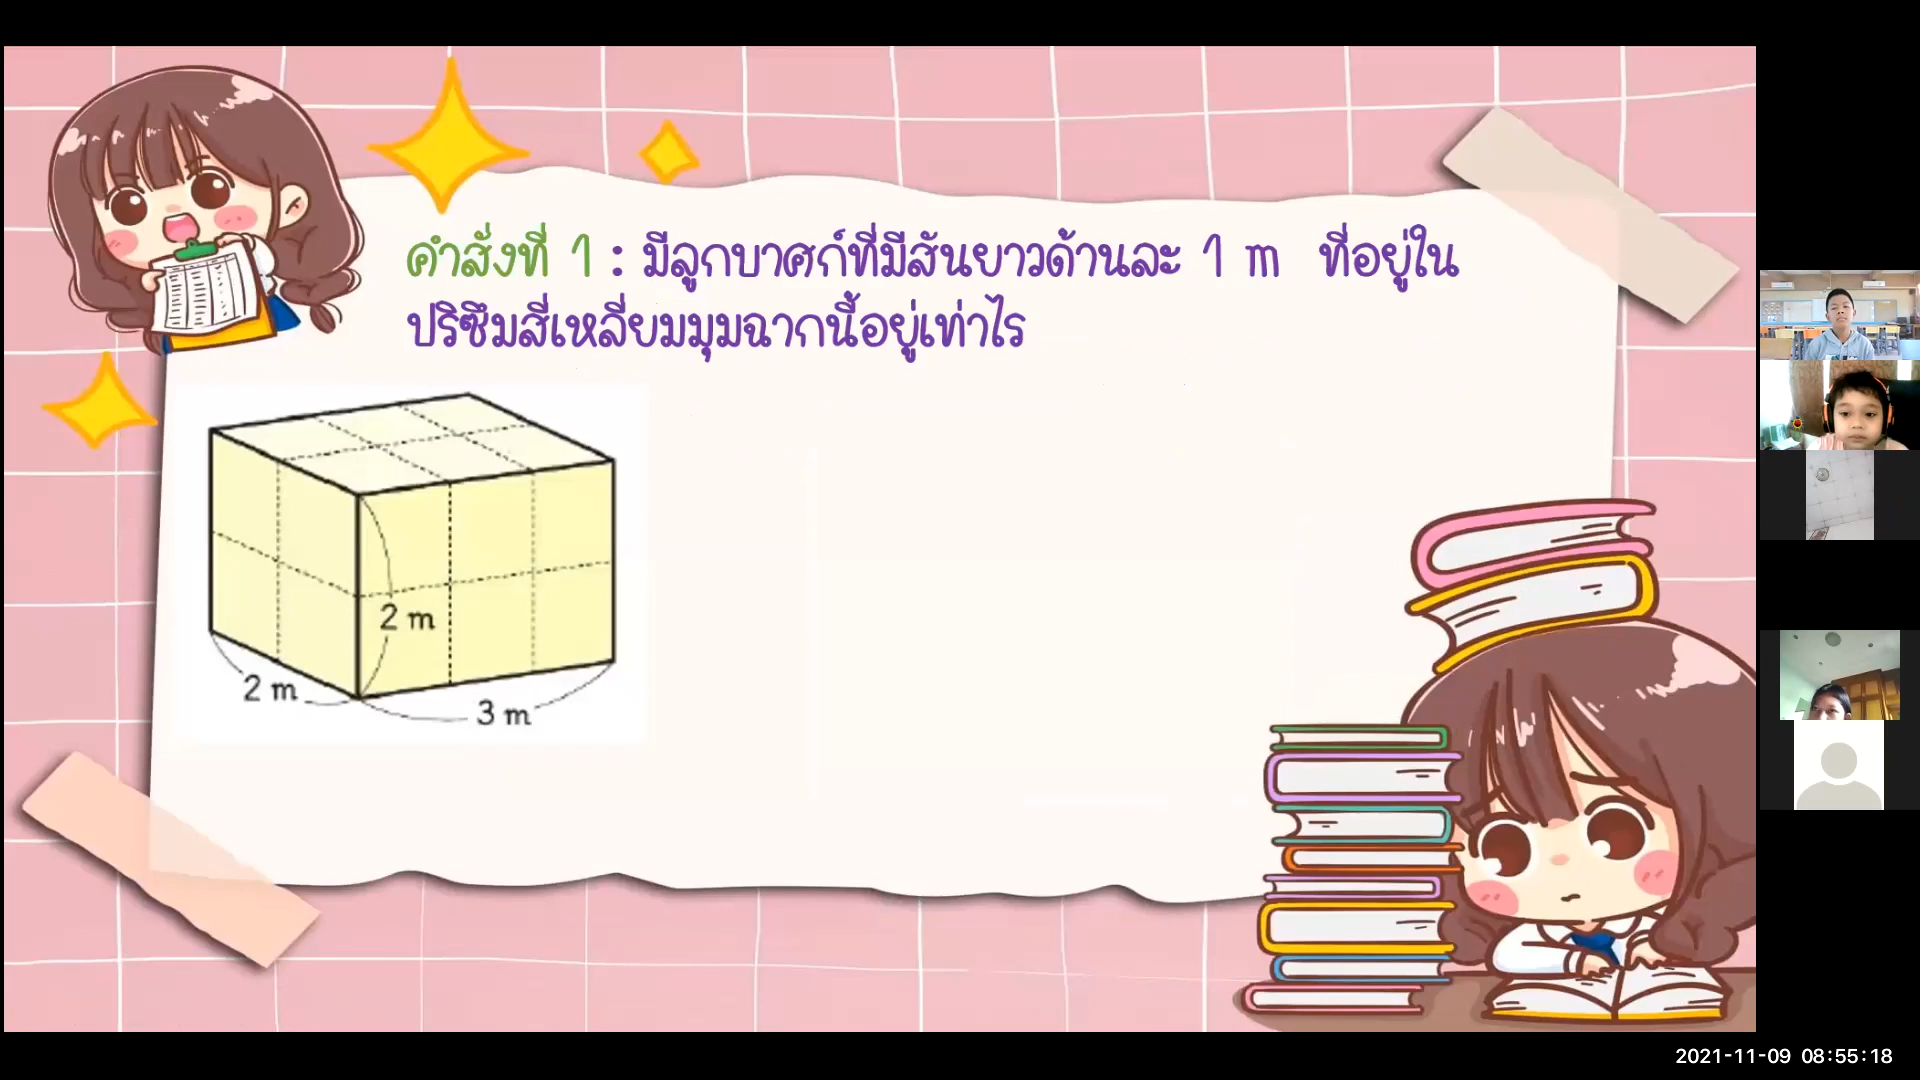 คำสั่งที่ 1 : มีลูกบาศก์ที่มีสันยาวด้านละ 1 m ที่อยู่ใน
ปริซึมสี่เหลี่ยมมุมฉากนี้อยู่เท่าไร
2 m
2 m
3 m
2021-11-09 08:55:18